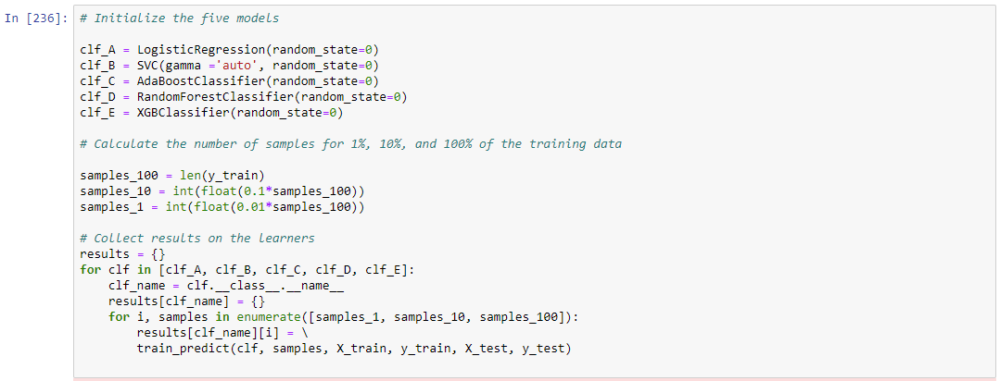 In [236]: # Initialize the five models
clf_A = LogisticRegression(random_state=0)
clf_B = SVC(gamma ='auto', random_state=0)
clf_C = AdaBoostClassifier(random_state=0)
clf_D = RandomForestClassifier(random_state=0)
clf_E = XGBClassifier(random_state=0)
# Calculate the number of samples for 1%, 10%, and 100% of the training data
samples_100 = len(y_train)
samples_10 = int(float(0.1*samples_100))
samples_1 = int(float(0.01*samples_100))
# Collect results on the learners
results = {}
for clf in [clf_A, clf_B, clf_C, clf_D, clf_E]:
    clf_name = clf.__class__.__name__
    results[clf_name] = {}
    for i, samples in enumerate([samples_1, samples_10, samples_100]):
        results[clf_name][i] = \
        train_predict(clf, samples, X_train, y_train, X_test, y_test)